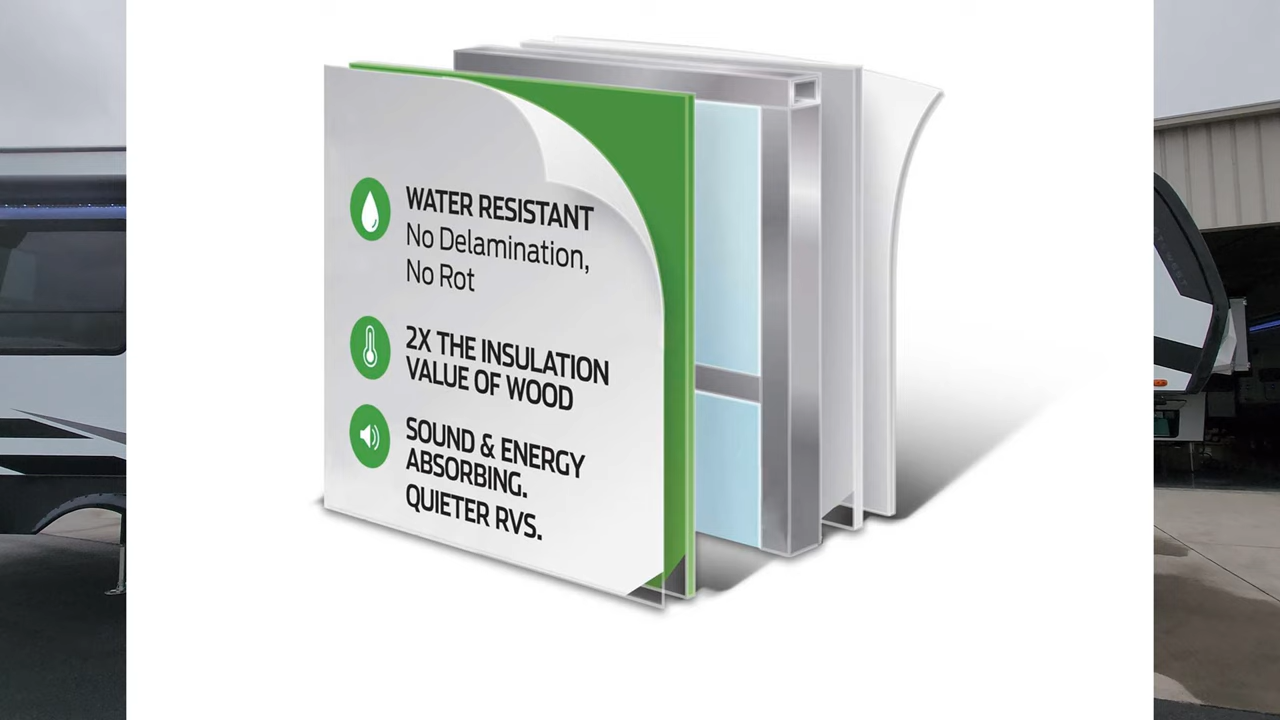 WATER RESISTANT
No Delamination,
No Rot
2X THE INSULATION
VALUE OF WOOD
SOUND & ENERGY
ABSORBING.
QUIETER RVS.